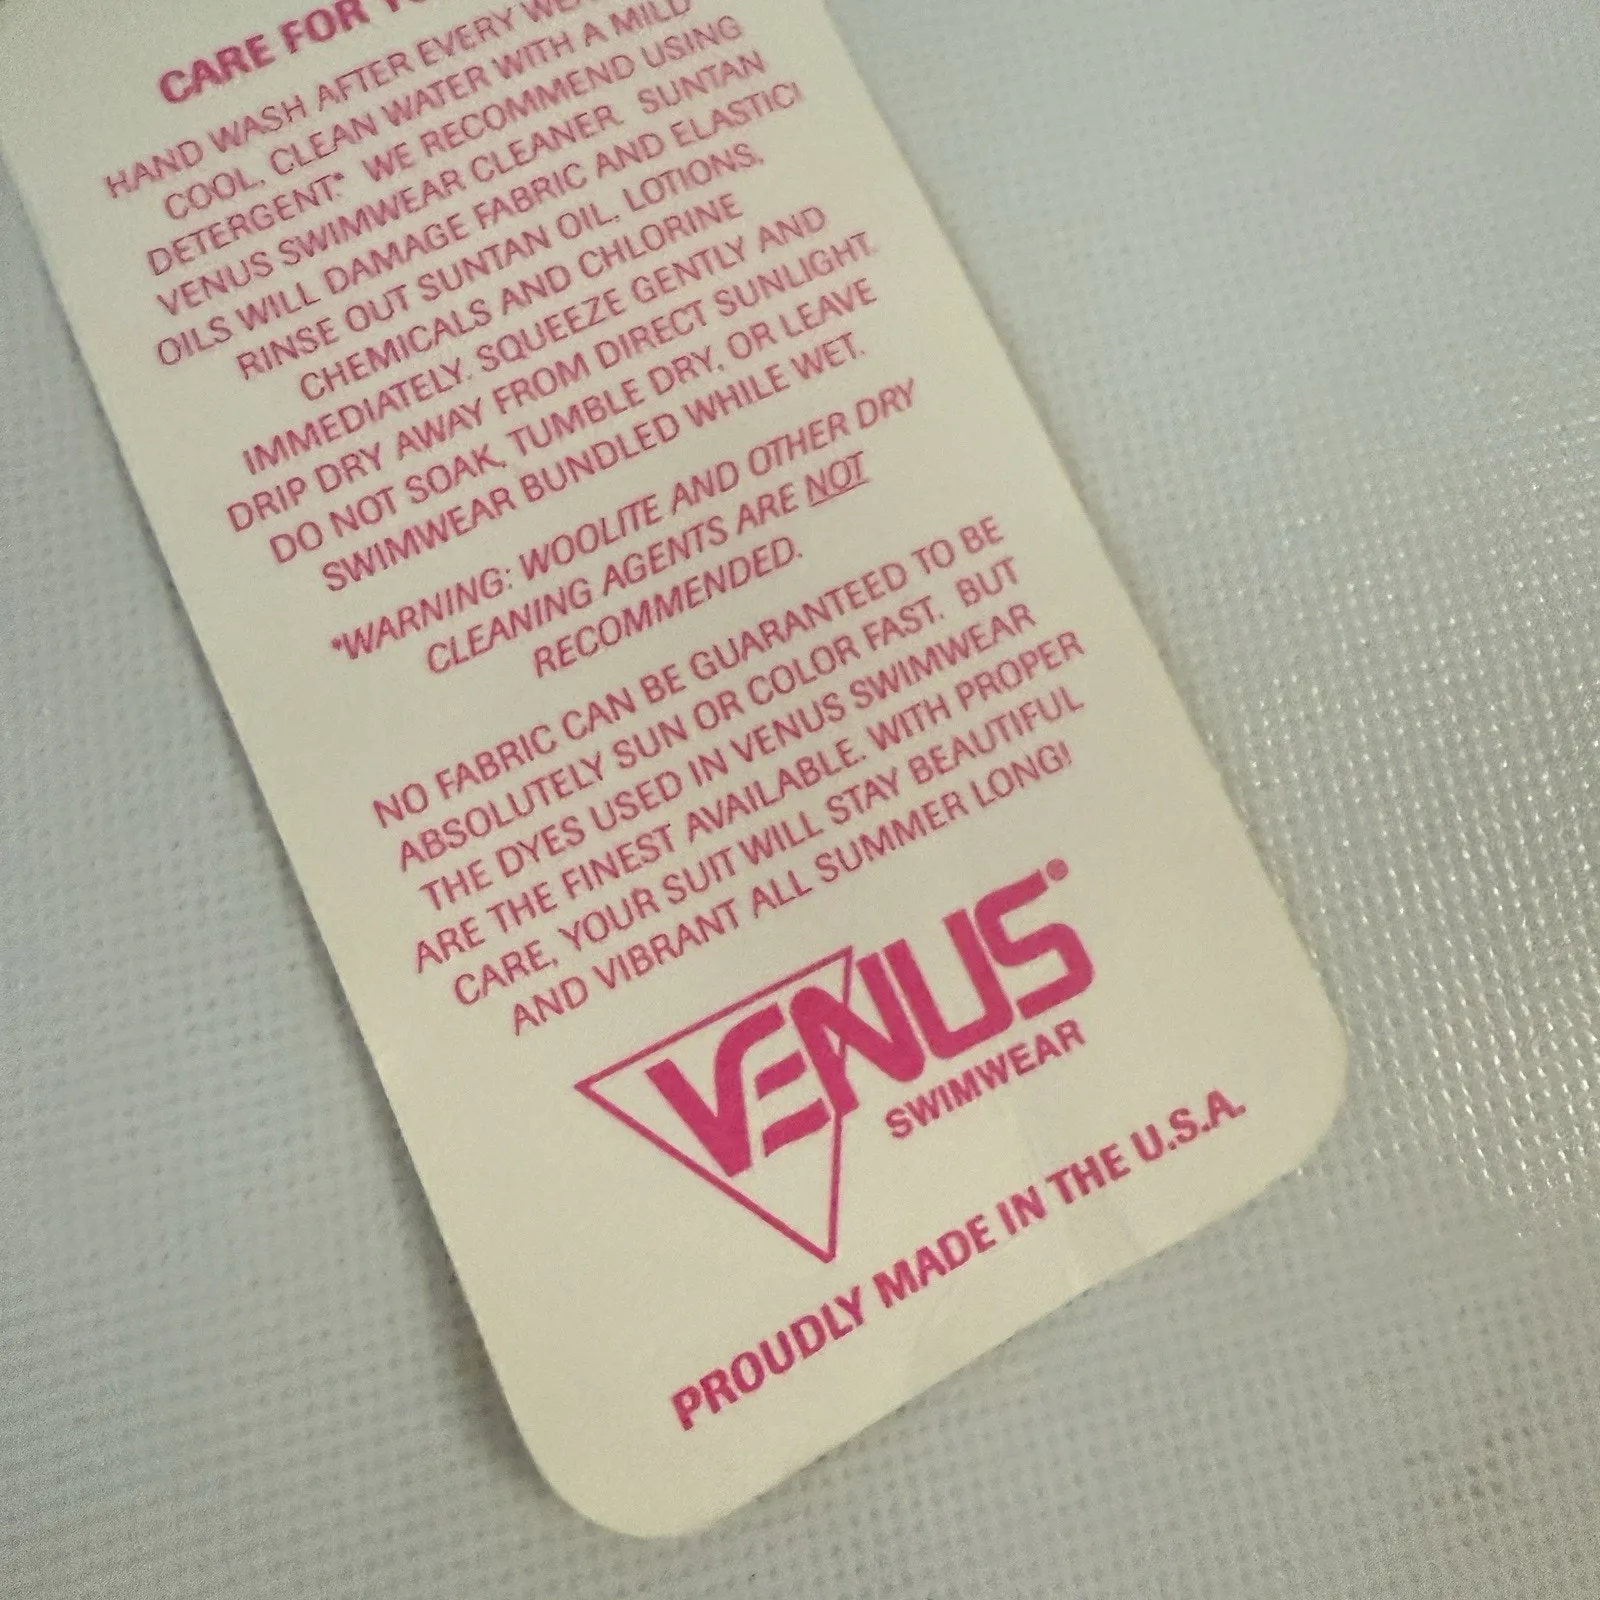 CARE FOR
HAND WASH AFTER EVERY
COOL, CLEAN WATER WITH A MILD
DETERGENT.* WE RECOMMEND USING
VENUS SWIMWEAR CLEANER. SUNTAN
OILS WILL DAMAGE FABRIC AND ELASTIC!
RINSE OUT SUNTAN OIL, LOTIONS,
CHEMICALS AND CHLORINE
IMMEDIATELY. SQUEEZE GENTLY AND
DRIP DRY AWAY FROM DIRECT SUNLIGHT.
DO NOT SOAK, TUMBLE DRY, OR LEAVE
SWIMWEAR BUNDLED WHILE WET.
*WARNING: WOOLITE AND OTHER DRY
CLEANING AGENTS ARE NOT
RECOMMENDED.
NO FABRIC CAN BE GUARANTEED TO BE
ABSOLUTELY SUN OR COLOR FAST. BUT
THE DYES USED IN VENUS SWIMWEAR
ARE THE FINEST AVAILABLE. WITH PROPER
CARE, YOUR SUIT WILL STAY BEAUTIFUL
AND VIBRANT ALL SUMMER LONG!
VENUS
SWIMWEAR
PROUDLY MADE IN THE U.S.A.